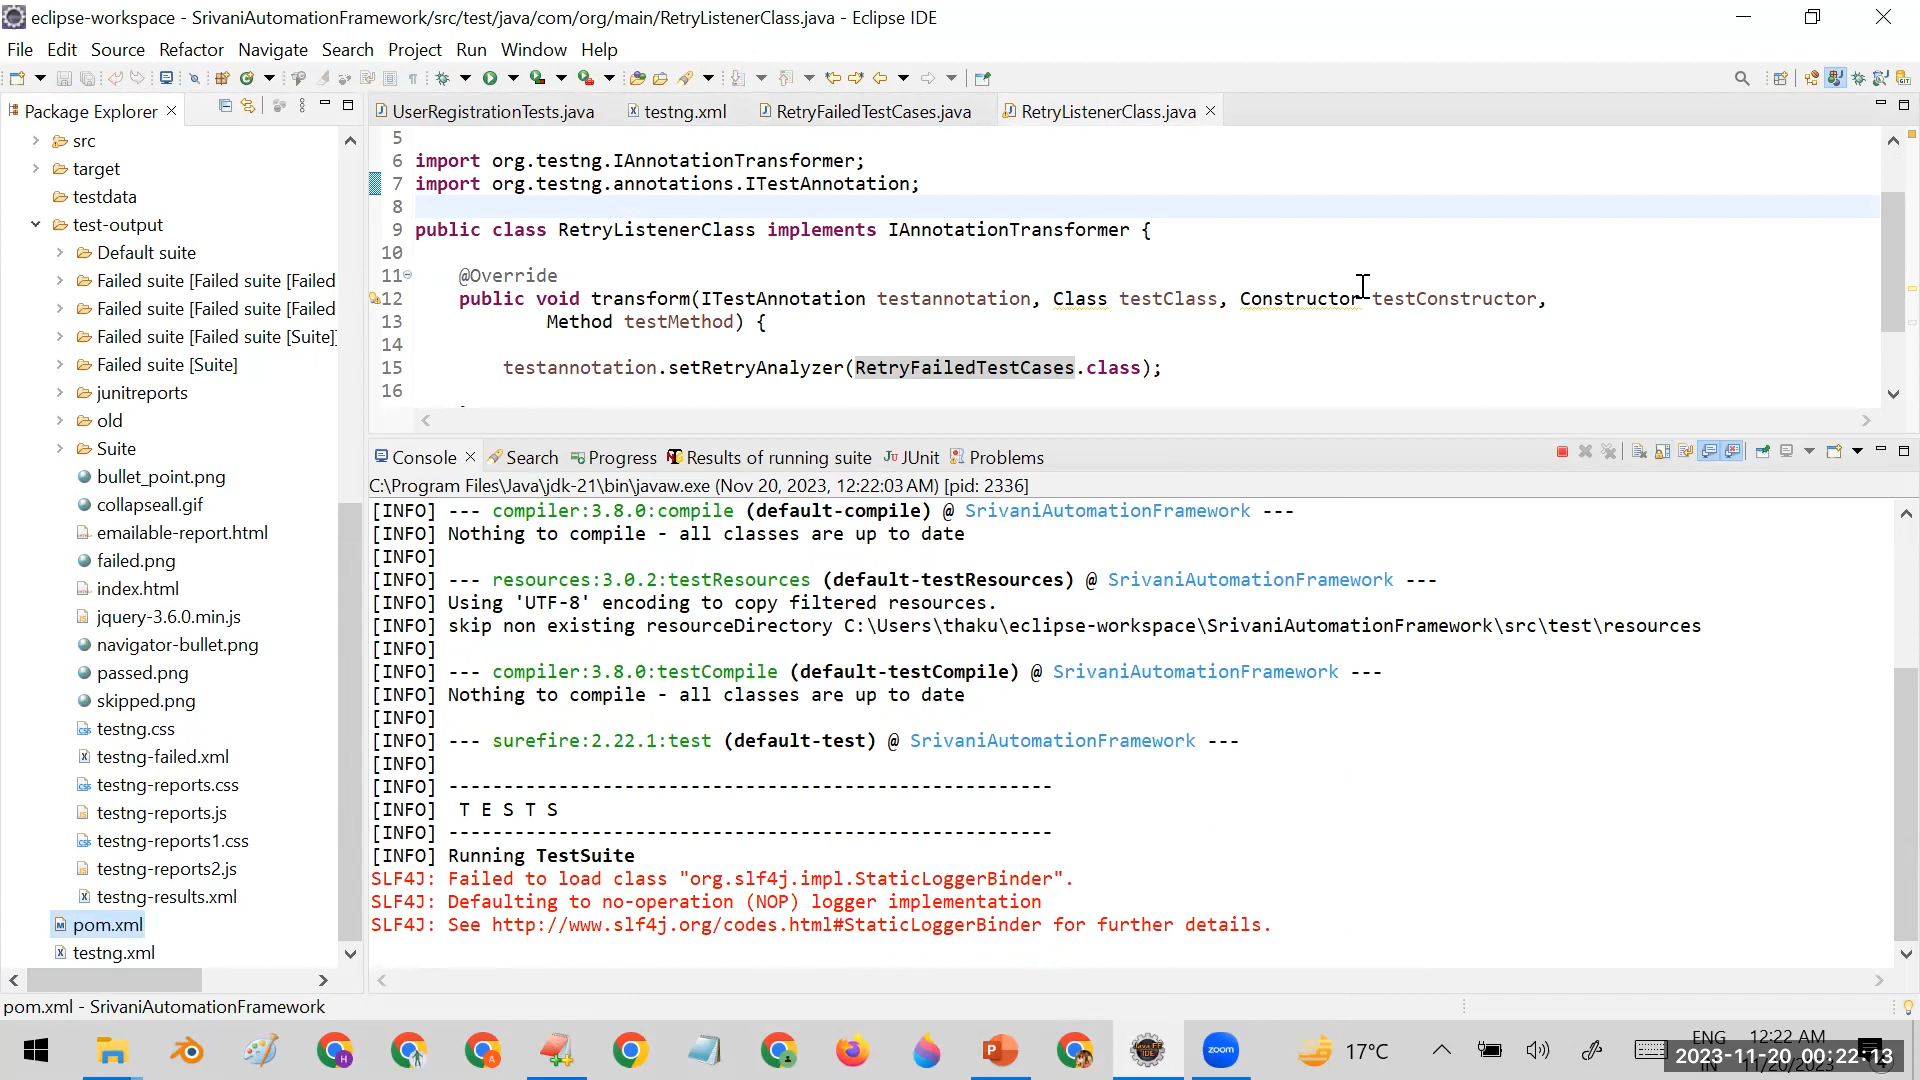 eclipse-workspace - SrivaniAutomationFramework/src/test/java/com/org/main/RetryListenerClass.java - Eclipse IDE
File Edit Source Refactor Navigate Search Project Run Window Help
Package Explorer
UserRegistrationTests.java testng.xml RetryFailedTestCases.java RetryListenerClass.java
src
target
testdata
test-output
Default suite
Failed suite [Failed suite [Failed
Failed suite [Failed suite [Failed
Failed suite [Failed suite [Suite]
Failed suite [Suite]
junitreports
old
Suite
bullet_point.png
collapseall.gif
emailable-report.html
failed.png
index.html
jquery-3.6.0.min.js
navigator-bullet.png
passed.png
skipped.png
testng.css
testng-failed.xml
testng-reports.css
testng-reports.js
testng-reports1.css
testng-reports2.js
testng-results.xml
pom.xml
testng.xml
5
6 import org.testng.IAnnotationTransformer;
7 import org.testng.annotations.ITestAnnotation;
8
9 public class RetryListenerClass implements IAnnotationTransformer {
10
11 @Override
12 public void transform(ITestAnnotation testannotation, Class testClass, Constructor testConstructor,
13 Method testMethod) {
14
15 testannotation.setRetryAnalyzer(RetryFailedTestCases.class);
16
Console Search Progress Results of running suite JUnit Problems
C:\Program Files\Java\jdk-21\bin\javaw.exe (Nov 20, 2023, 12:22:03 AM) [pid: 2336]
[INFO] --- compiler:3.8.0:compile (default-compile) @ SrivaniAutomationFramework ---
[INFO] Nothing to compile - all classes are up to date
[INFO]
[INFO] --- resources:3.0.2:testResources (default-testResources) @ SrivaniAutomationFramework ---
[INFO] Using 'UTF-8' encoding to copy filtered resources.
[INFO] skip non existing resourceDirectory C:\Users\thaku\eclipse-workspace\SrivaniAutomationFramework\src\test\resources
[INFO]
[INFO] --- compiler:3.8.0:testCompile (default-testCompile) @ SrivaniAutomationFramework ---
[INFO] Nothing to compile - all classes are up to date
[INFO]
[INFO] --- surefire:2.22.1:test (default-test) @ SrivaniAutomationFramework ---
[INFO]
[INFO] -------------------------------------------------------
[INFO] T E S T S
[INFO] -------------------------------------------------------
[INFO] Running TestSuite
SLF4J: Failed to load class "org.slf4j.impl.StaticLoggerBinder".
SLF4J: Defaulting to no-operation (NOP) logger implementation
SLF4J: See http://www.slf4j.org/codes.html#StaticLoggerBinder for further details.
pom.xml - SrivaniAutomationFramework
zoom
17°C
ENG
12:22 AM
2023-11-20 00:22:13